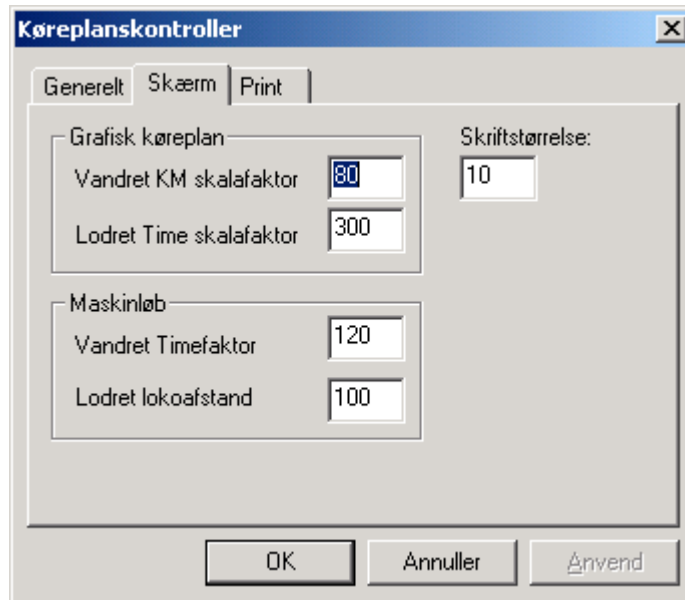 Køreplanskontroller
Generelt Skærm Print
Grafisk køreplan
Vandret KM skalafaktor 80
Lodret Time skalafaktor 300
Skriftstørrelse:
10
Maskinløb
Vandret Timefaktor 120
Lodret lokoafstand 100
OK Annuller Anvend